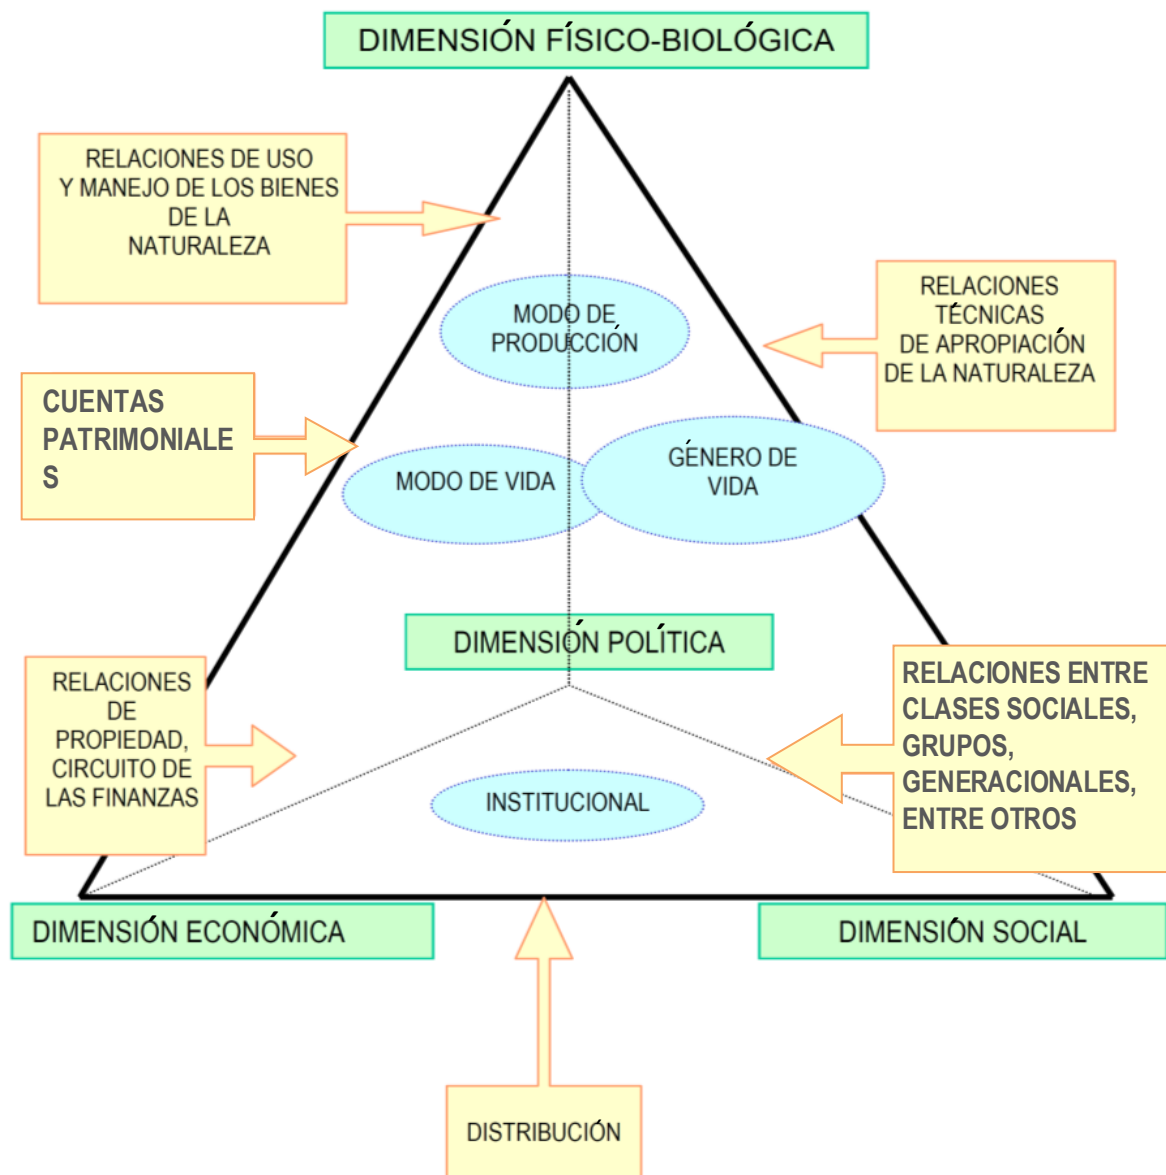 DIMENSIÓN FÍSICO-BIOLÓGICA
RELACIONES DE USO
Y MANEJO DE LOS BIENES
DE LA
NATURALEZA
RELACIONES
TÉCNICAS
DE APROPIACIÓN
DE LA NATURALEZA
MODO DE
PRODUCCIÓN
CUENTAS
PATRIMONIALE
S
MODO DE VIDA
GÉNERO DE
VIDA
DIMENSIÓN POLÍTICA
RELACIONES
DE
PROPIEDAD,
CIRCUITO DE
LAS FINANZAS
RELACIONES ENTRE
CLASES SOCIALES,
GRUPOS,
GENERACIONALES,
ENTRE OTROS
INSTITUCIONAL
DIMENSIÓN ECONÓMICA
DIMENSIÓN SOCIAL
DISTRIBUCIÓN